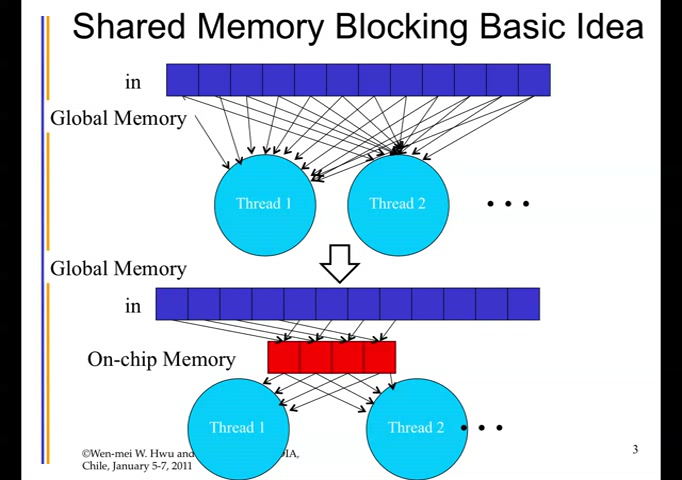 Shared Memory Blocking Basic Idea
in
Global Memory
Thread 1
Thread 2
Global Memory
in
On-chip Memory
Thread 1
Thread 2
©Wen-mei W. Hwu and
Chile, January 5-7, 2011
3